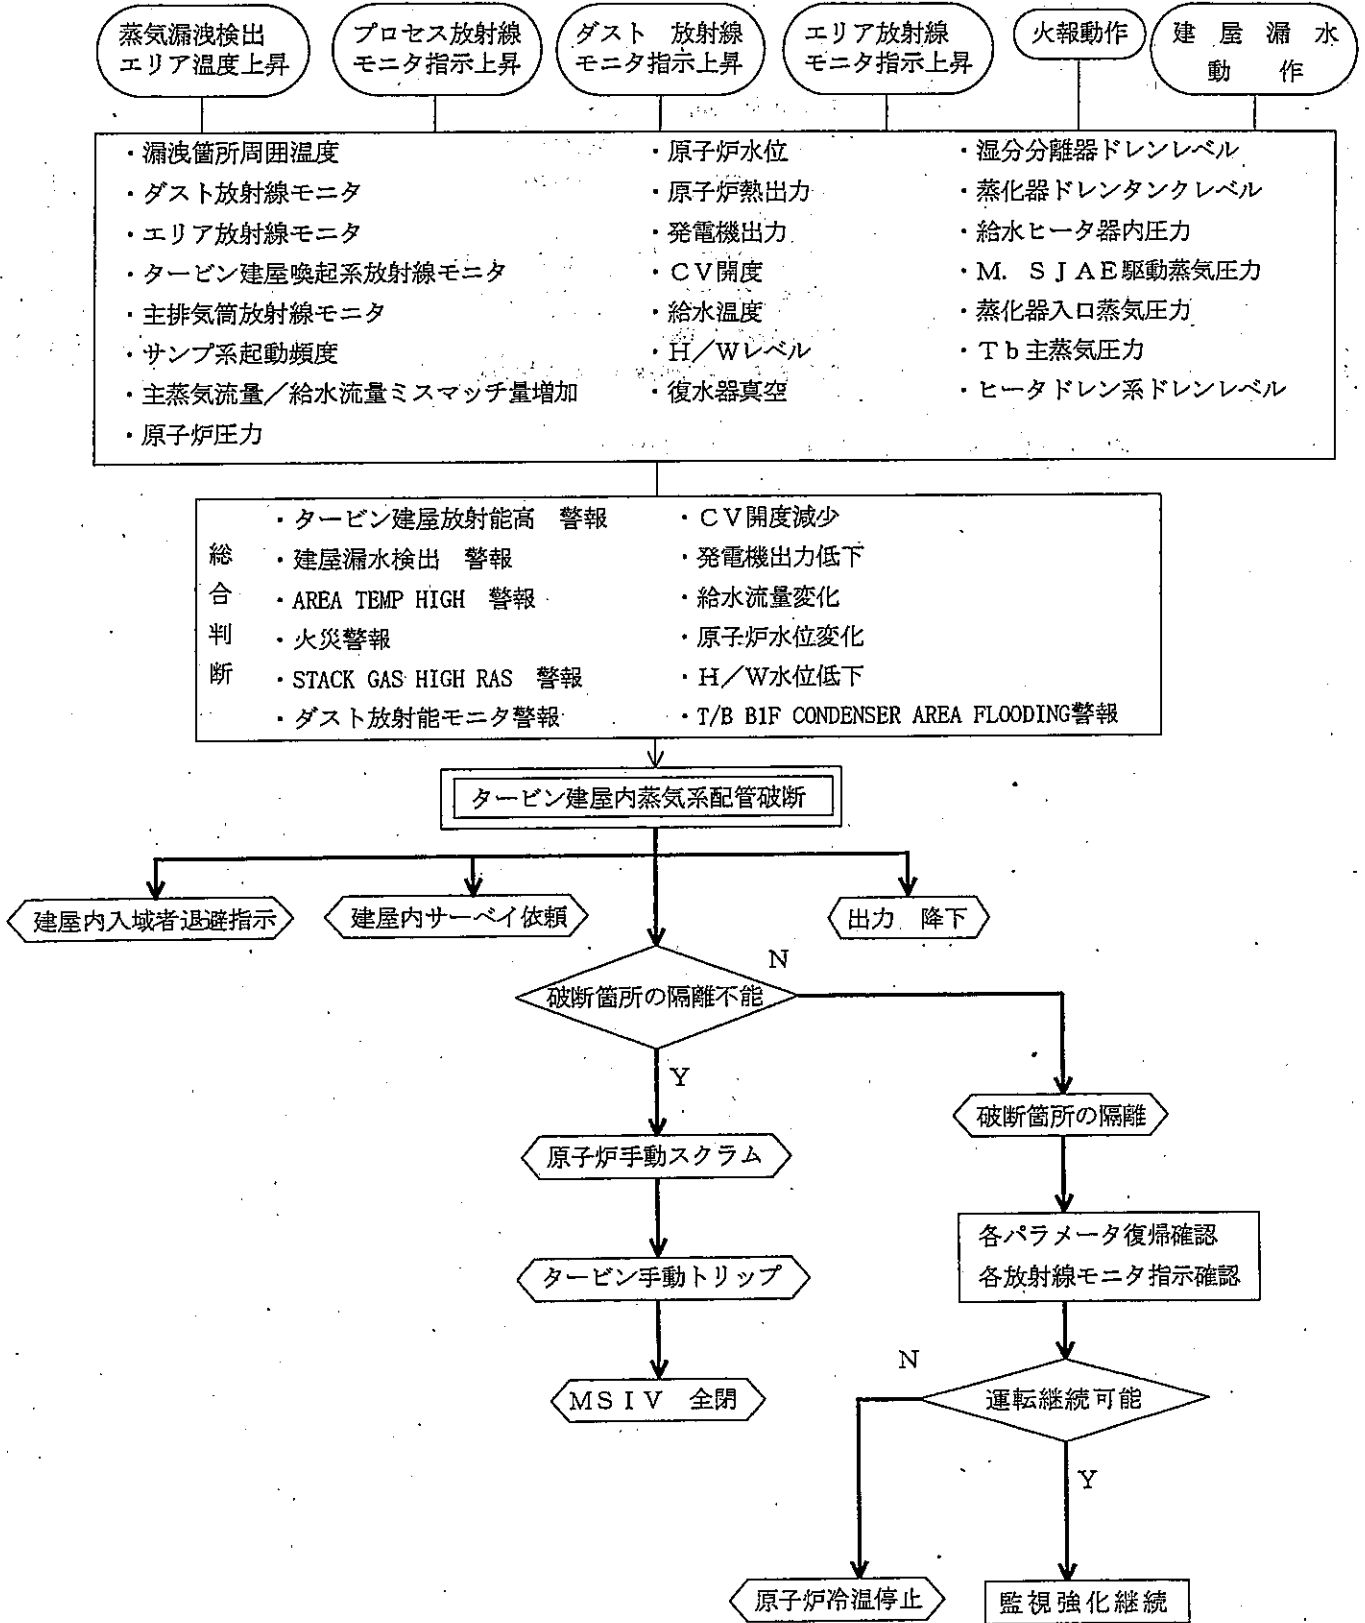 蒸気漏洩検出
エリア温度上昇
プロセス放射線
モニタ指示上昇
ダスト　放射線
モニタ指示上昇
エリア放射線
モニタ指示上昇
火報動作
建　屋　漏　水
動　　作
・漏洩箇所周囲温度
・ダスト放射線モニタ
・エリア放射線モニタ
・タービン建屋喚起系放射線モニタ
・主排気筒放射線モニタ
・サンプ系起動頻度
・主蒸気流量／給水流量ミスマッチ量増加
・原子炉圧力
・原子炉水位
・原子炉熱出力
・発電機出力
・ＣＶ開度
・給水温度
・Ｈ／Ｗレベル
・復水器真空
・湿分分離器ドレンレベル
・蒸化器ドレンタンクレベル
・給水ヒータ器内圧力
・Ｍ．ＳＪＡＥ駆動蒸気圧力
・蒸化器入口蒸気圧力
・Ｔｂ主蒸気圧力
・ヒータドレン系ドレンレベル
総
合
判
断
・タービン建屋放射能高　警報
・建屋漏水検出　警報
・AREA TEMP HIGH　警報
・火災警報
・STACK GAS HIGH RAS　警報
・ダスト放射能モニタ警報
・ＣＶ開度減少
・発電機出力低下
・給水流量変化
・原子炉水位変化
・Ｈ／Ｗ水位低下
・T/B B1F CONDENSER AREA FLOODING警報
タービン建屋内蒸気系配管破断
建屋内入域者退避指示
建屋内サーベイ依頼
出力　降下
破断箇所の隔離不能
Ｎ
Ｙ
破断箇所の隔離
原子炉手動スクラム
各パラメータ復帰確認
各放射線モニタ指示確認
タービン手動トリップ
ＭＳＩＶ　全閉
Ｎ
運転継続可能
Ｙ
原子炉冷温停止
監視強化継続